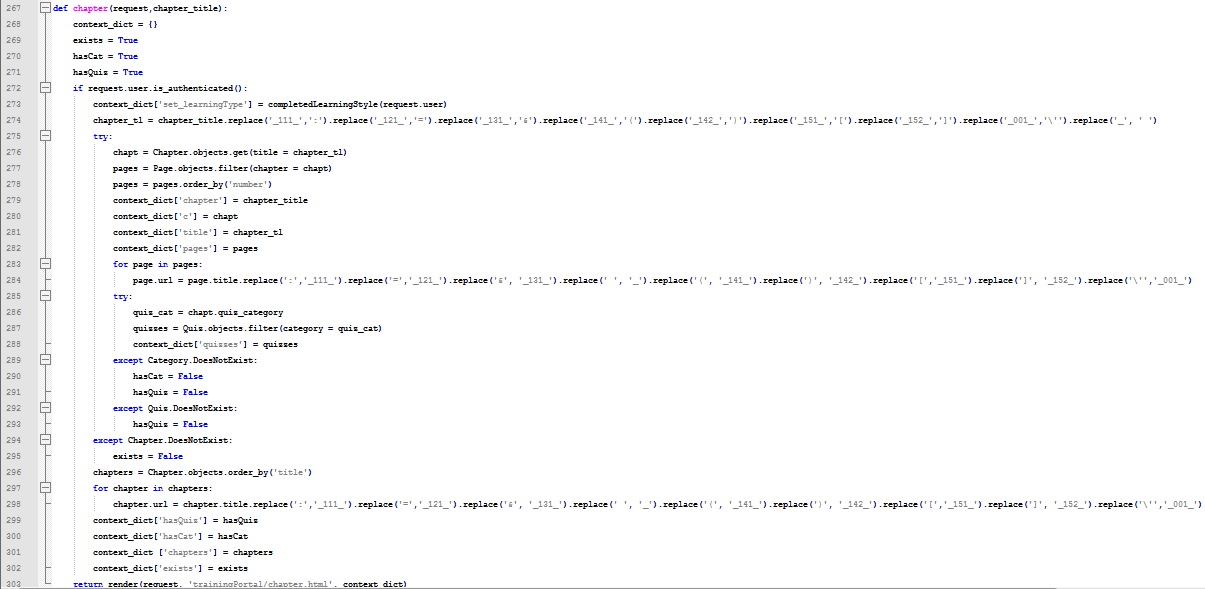 267 def chapter(request,chapter_title):
268 context_dict = {}
269 exists = True
270 hasCat = True
271 hasQuiz = True
272 if request.user.is_authenticated():
273 context_dict['set_learningType'] = completedLearningStyle(request.user)
274 chapter_tl = chapter_title.replace('_111_',':').replace('_121_','=').replace('_131_','&').replace('_141_','(').replace('_142_',')').replace('_151_','[').replace('_152_',']').replace('_001_','\'').replace('_', ' ')
275 try:
276 chapt = Chapter.objects.get(title = chapter_tl)
277 pages = Page.objects.filter(chapter = chapt)
278 pages = pages.order_by('number')
279 context_dict['chapter'] = chapter_title
280 context_dict['c'] = chapt
281 context_dict['title'] = chapter_tl
282 context_dict['pages'] = pages
283 for page in pages:
284 page.url = page.title.replace(':','_111_').replace('=','_121_').replace('&', '_131_').replace(' ', '_').replace('(', '_141_').replace(')', '_142_').replace('[','_151_').replace(']', '_152_').replace('\'','_001_')
285 try:
286 quiz_cat = chapt.quiz_category
287 quizzes = Quiz.objects.filter(category = quiz_cat)
288 context_dict['quizzes'] = quizzes
289 except Category.DoesNotExist:
290 hasCat = False
291 hasQuiz = False
292 except Quiz.DoesNotExist:
293 hasQuiz = False
294 except Chapter.DoesNotExist:
295 exists = False
296 chapters = Chapter.objects.order_by('title')
297 for chapter in chapters:
298 chapter.url = chapter.title.replace(':','_111_').replace('=','_121_').replace('&', '_131_').replace(' ', '_').replace('(', '_141_').replace(')', '_142_').replace('[','_151_').replace(']', '_152_').replace('\'','_001_')
299 context_dict['hasQuiz'] = hasQuiz
300 context_dict['hasCat'] = hasCat
301 context_dict ['chapters'] = chapters
302 context_dict['exists'] = exists
303 return render(request, 'trainingPortal/chapter.html', context_dict)